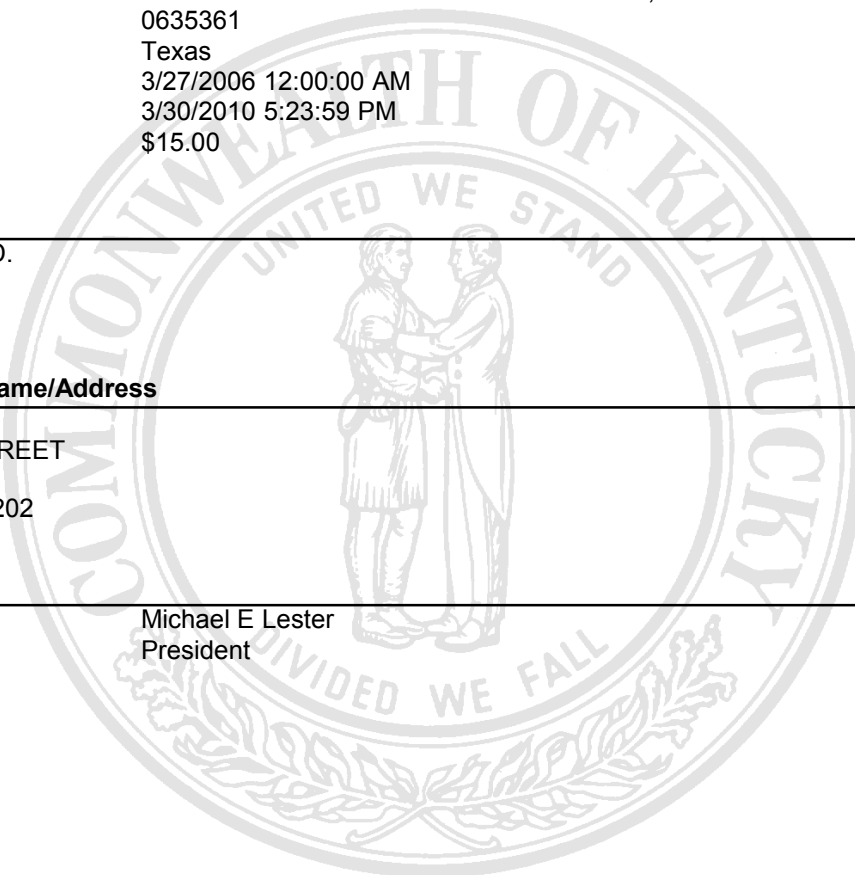 0635361
Texas
3/27/2006 12:00:00 AM
3/30/2010 5:23:59 PM
$15.00
COMMONWEALTH OF KENTUCKY
UNITED WE STAND
DIVIDED WE FALL
ame/Address
REET
202
Michael E Lester
President